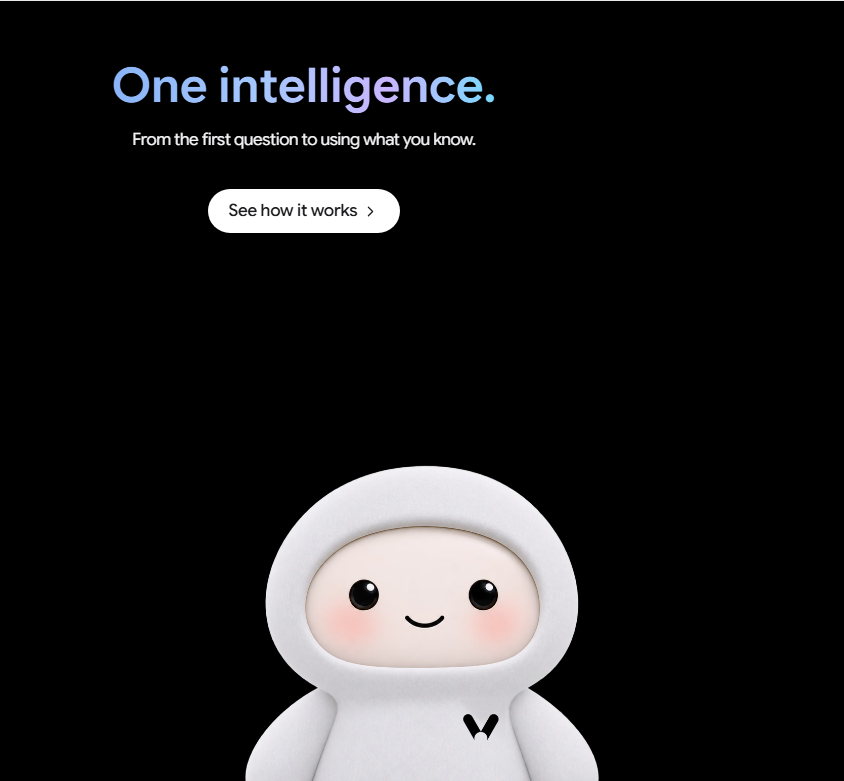 One intelligence.
From the first question to using what you know.
See how it works